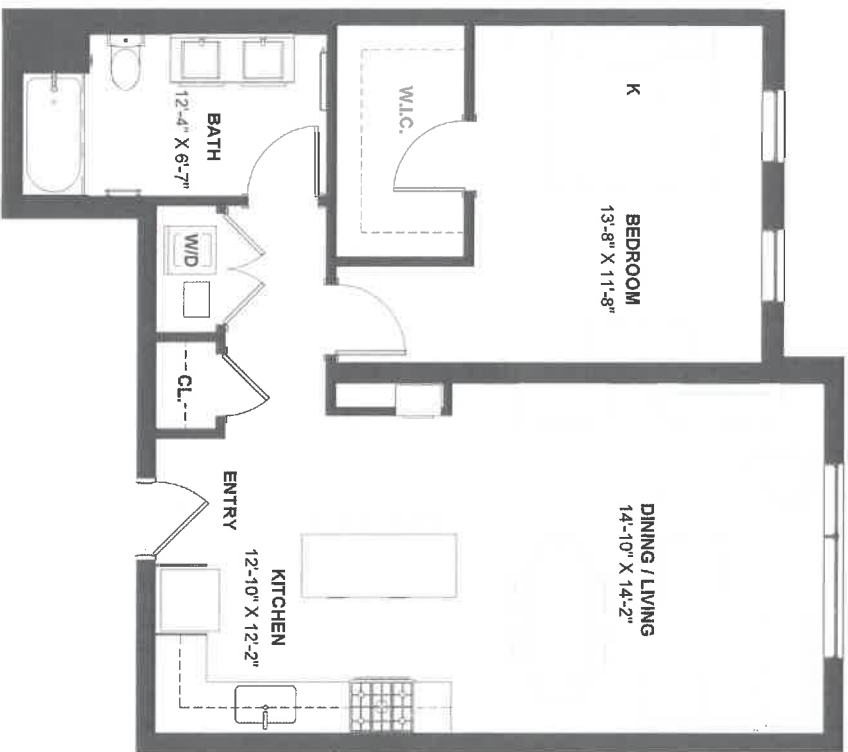 K
BEDROOM
13'-8" X 11'-8"
W.I.C.
BATH
12'-4" X 6'-7"
W/D
CL.
DINING / LIVING
14'-10" X 14'-2"
ENTRY
KITCHEN
12'-10" X 12'-2"